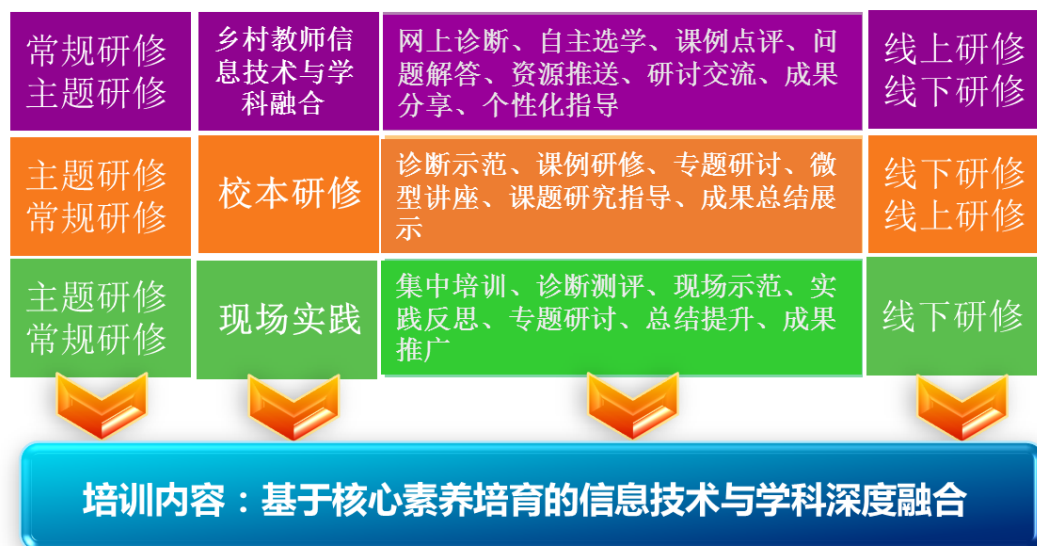 常规研修
主题研修
乡村教师信
息技术与学
科融合
网上诊断、自主选学、课例点评、问
题解答、资源推送、研讨交流、成果
分享、个性化指导
线上研修
线下研修
主题研修
常规研修
校本研修
诊断示范、课例研修、专题研讨、微
型讲座、课题研究指导、成果总结展
示
线下研修
线上研修
主题研修
常规研修
现场实践
集中培训、诊断测评、现场示范、实
践反思、专题研讨、总结提升、成果
推广
线下研修
培训内容：基于核心素养培育的信息技术与学科深度融合